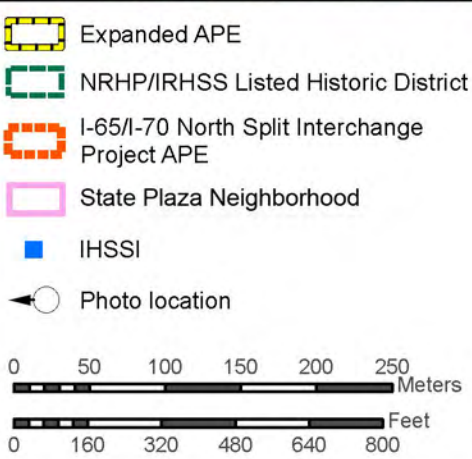 Expanded APE
NRHP/IRHSS Listed Historic District
I-65/I-70 North Split Interchange
Project APE
State Plaza Neighborhood
IHSSI
Photo location
0 50 100 150 200 250
Meters
Feet
0 160 320 480 640 800